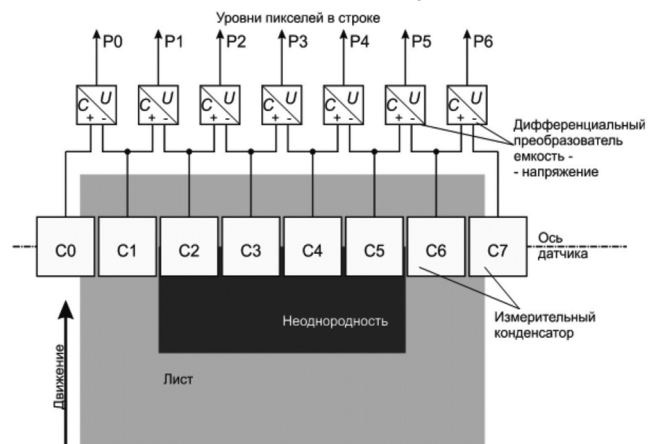 Уровни пикселей в строке
P0 P1 P2 P3 P4 P5 P6
C U C U C U C U C U C U C U
+ - + - + - + - + - + - + -
Дифференциальный
преобразователь
емкость -
- напряжение
C0 C1 C2 C3 C4 C5 C6 C7
Ось
датчика
Неоднородность
Измерительный
конденсатор
Лист
Движение